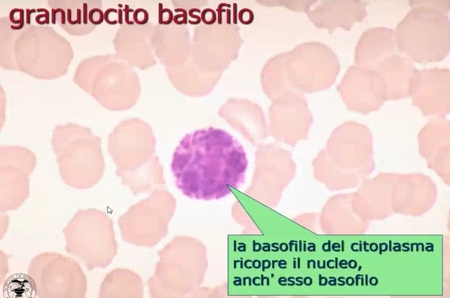 granulocito basofilo
la basofilia del citoplasma
ricopre il nucleo,
anch'esso basofilo